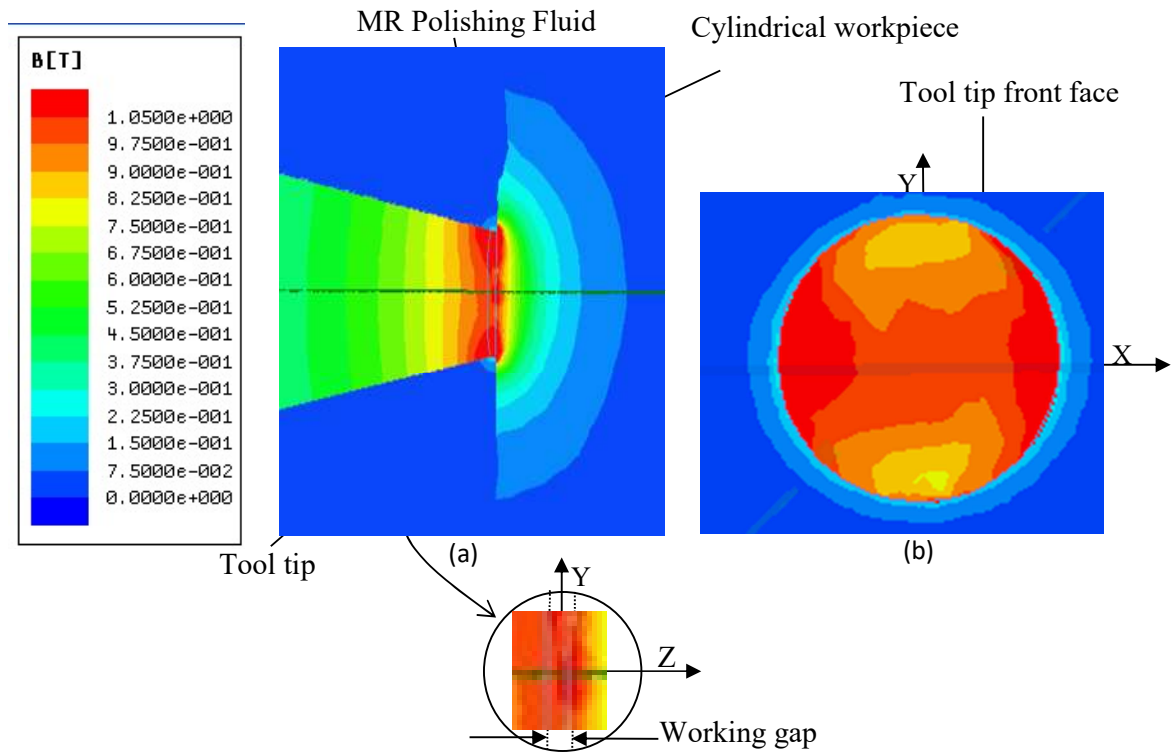 MR Polishing Fluid
Cylindrical workpiece
B[T]
1.0500e+000
9.7500e-001
9.0000e-001
8.2500e-001
7.5000e-001
6.7500e-001
6.0000e-001
5.2500e-001
4.5000e-001
3.7500e-001
3.0000e-001
2.2500e-001
1.5000e-001
7.5000e-002
0.0000e+000
Tool tip front face
Y
X
(a)
(b)
Tool tip
Y
Z
Working gap